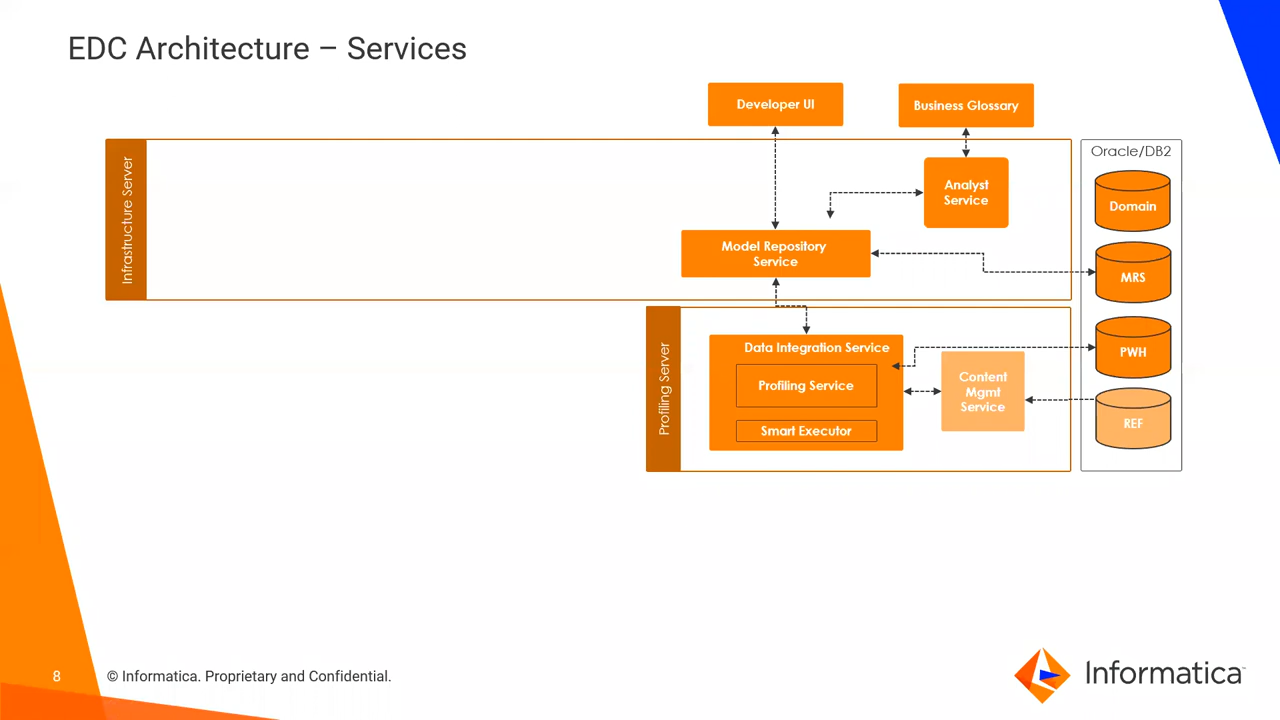 EDC Architecture – Services
Developer UI
Business Glossary
Infrastructure Server
Oracle/DB2
Analyst
Service
Domain
Model Repository
Service
MRS
Profiling Server
Data Integration Service
PWH
Profiling Service
Content
Mgmt
Service
Smart Executor
REF
8
© Informatica. Proprietary and Confidential.
Informatica™